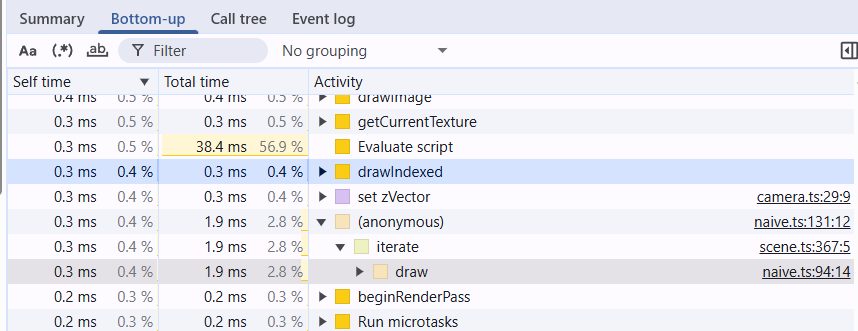 Summary Bottom-up Call tree Event log
Aa (.*) ab Filter No grouping
Self time Total time Activity
0.4 ms 0.5 % 0.4 ms 0.5 % drawImage
0.3 ms 0.5 % 0.3 ms 0.5 % getCurrentTexture
0.3 ms 0.5 % 38.4 ms 56.9 % Evaluate script
0.3 ms 0.4 % 0.3 ms 0.4 % drawIndexed
0.3 ms 0.4 % 0.3 ms 0.4 % set zVector camera.ts:29:9
0.3 ms 0.4 % 1.9 ms 2.8 % (anonymous) naive.ts:131:12
0.3 ms 0.4 % 1.9 ms 2.8 % iterate scene.ts:367:5
0.3 ms 0.4 % 1.9 ms 2.8 % draw naive.ts:94:14
0.2 ms 0.3 % 0.2 ms 0.3 % beginRenderPass
0.2 ms 0.3 % 0.2 ms 0.3 % Run microtasks